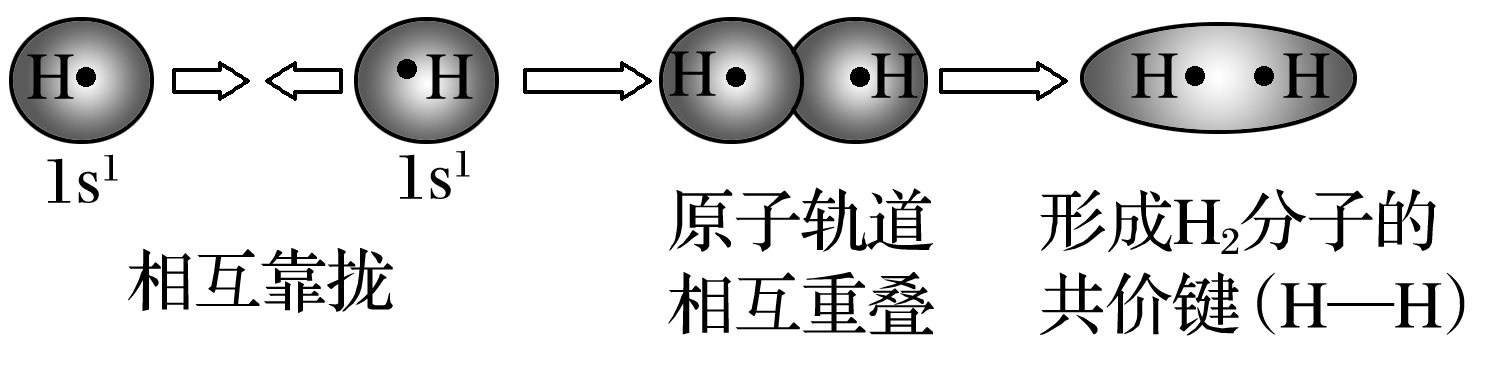 H H H H H H
1s¹ 1s¹
相互靠拢
原子轨道
相互重叠
形成H₂分子的
共价键(H—H)